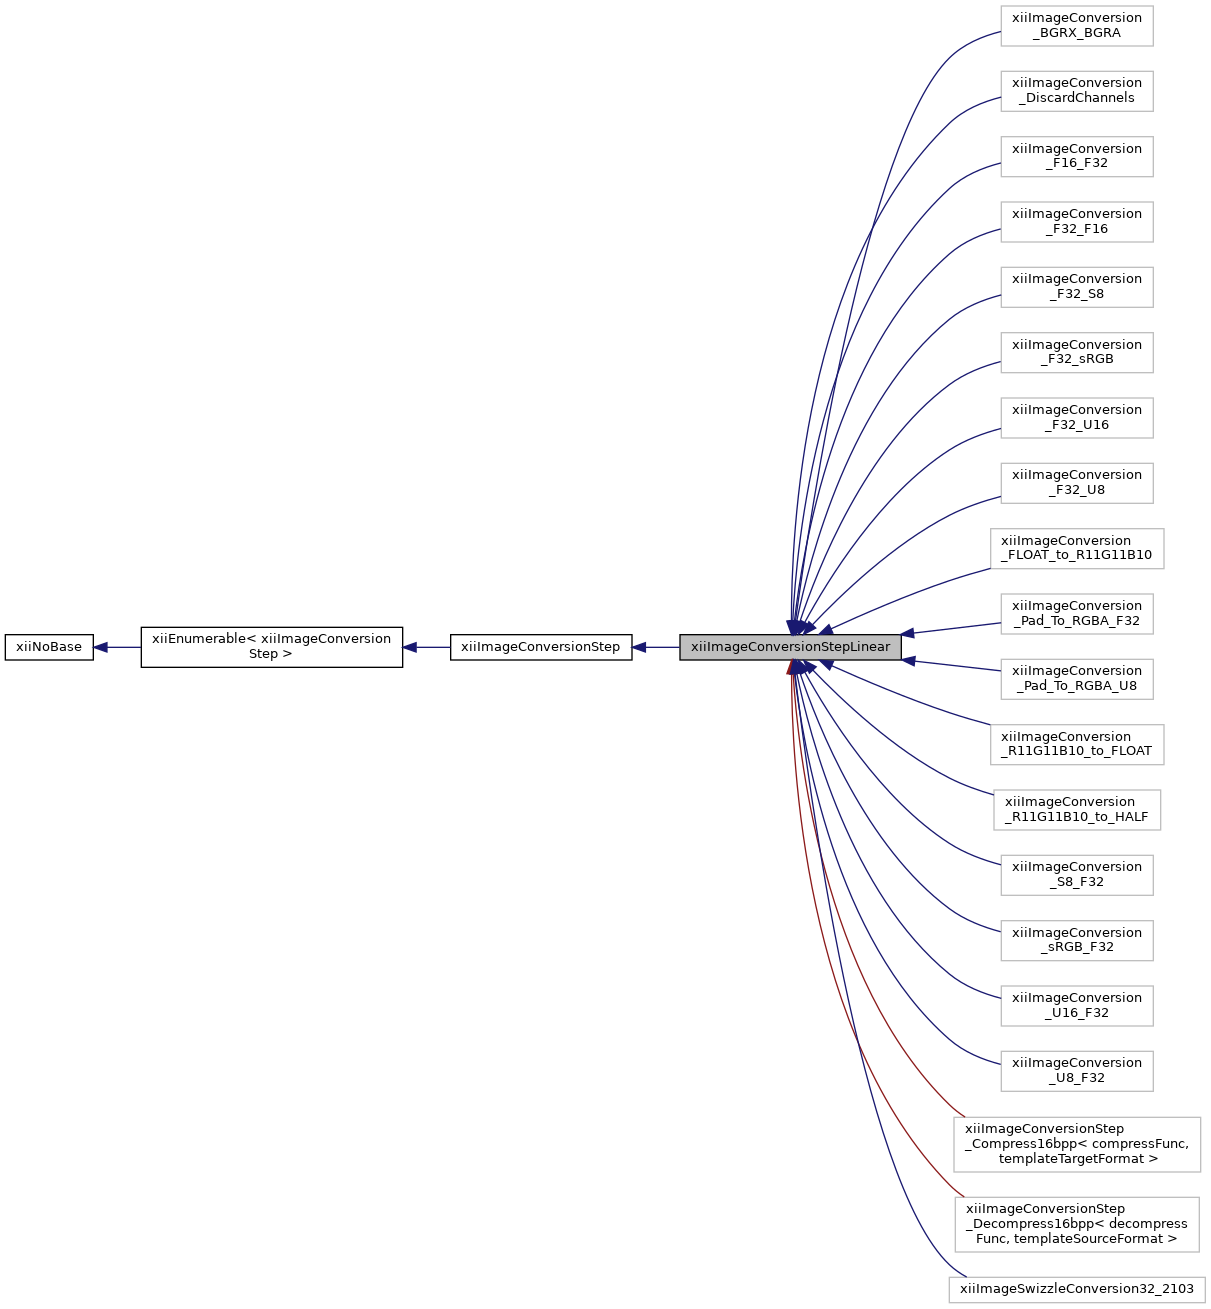 xiiNoBase
xiiEnumerable< xiiImageConversion
Step >
xiiImageConversionStep
xiiImageConversionStepLinear
xiiImageConversion
_BGRX_BGRA
xiiImageConversion
_DiscardChannels
xiiImageConversion
_F16_F32
xiiImageConversion
_F32_F16
xiiImageConversion
_F32_S8
xiiImageConversion
_F32_sRGB
xiiImageConversion
_F32_U16
xiiImageConversion
_F32_U8
xiiImageConversion
_FLOAT_to_R11G11B10
xiiImageConversion
_Pad_To_RGBA_F32
xiiImageConversion
_Pad_To_RGBA_U8
xiiImageConversion
_R11G11B10_to_FLOAT
xiiImageConversion
_R11G11B10_to_HALF
xiiImageConversion
_S8_F32
xiiImageConversion
_sRGB_F32
xiiImageConversion
_U16_F32
xiiImageConversion
_U8_F32
xiiImageConversionStep
_Compress16bpp< compressFunc,
templateTargetFormat >
xiiImageConversionStep
_Decompress16bpp< decompress
Func, templateSourceFormat >
xiiImageSwizzleConversion32_2103